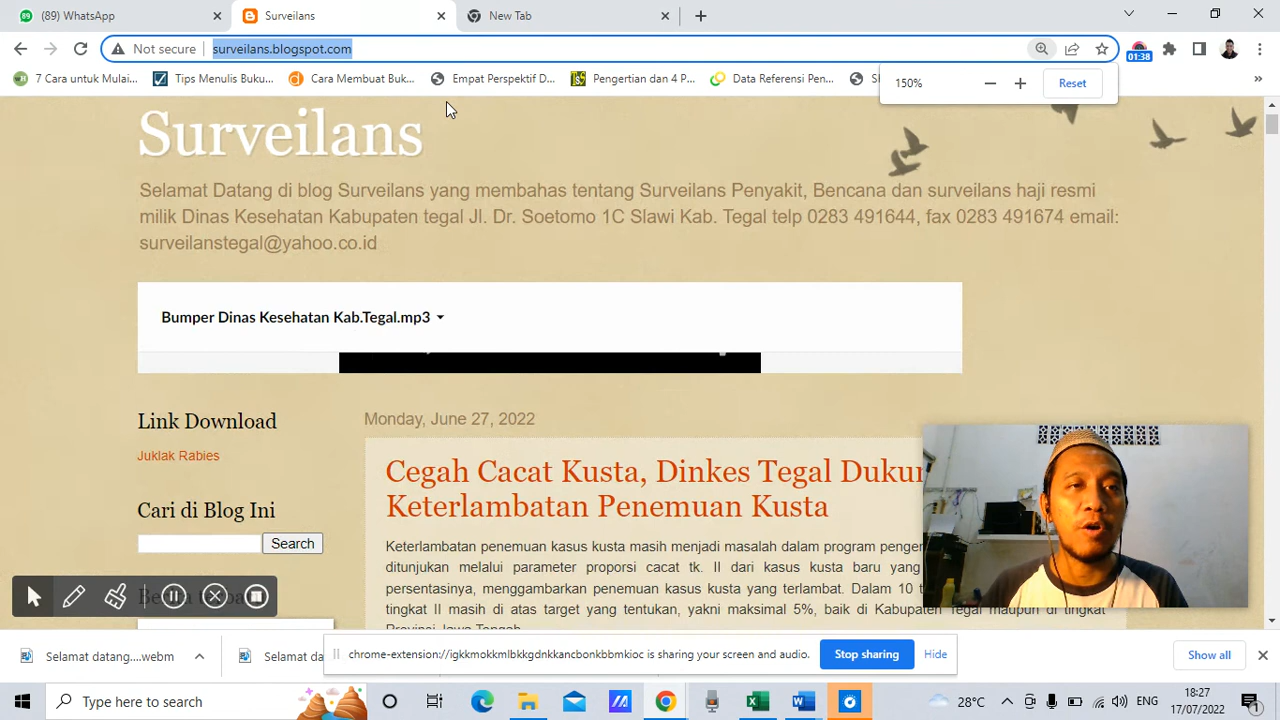 (89) WhatsApp
Surveilans
New Tab
Not secure
surveilans.blogspot.com
01:38
7 Cara untuk Mulai...
Tips Menulis Buku...
Cara Membuat Buk...
Empat Perspektif D...
Pengertian dan 4 P...
Data Referensi Pen...
»
150%
Reset
Surveilans
Selamat Datang di blog Surveilans yang membahas tentang Surveilans Penyakit, Bencana dan surveilans haji resmi
milik Dinas Kesehatan Kabupaten tegal Jl. Dr. Soetomo 1C Slawi Kab. Tegal telp 0283 491644, fax 0283 491674 email:
surveilanstegal@yahoo.co.id
Bumper Dinas Kesehatan Kab.Tegal.mp3
Link Download
Juklak Rabies
Cari di Blog Ini
Search
Monday, June 27, 2022
Cegah Cacat Kusta, Dinkes Tegal Dukun
Keterlambatan Penemuan Kusta
Keterlambatan penemuan kasus kusta masih menjadi masalah dalam program penger
ditunjukan melalui parameter proporsi cacat tk. II dari kasus kusta baru yang
persentasinya, menggambarkan penemuan kasus kusta yang terlambat. Dalam 10 t
tingkat II masih di atas target yang tentukan, yakni maksimal 5%, baik di Kabupaten Tegal maupun di tingkat
Provinsi Jawa Tengah.
Selamat datang....webm
Selamat da
chrome-extension://igkkmokkmlbkkgdnkkancbonkbbmkioc is sharing your screen and audio.
Stop sharing
Hide
Show all
Type here to search
28°C
ENG
18:27
17/07/2022